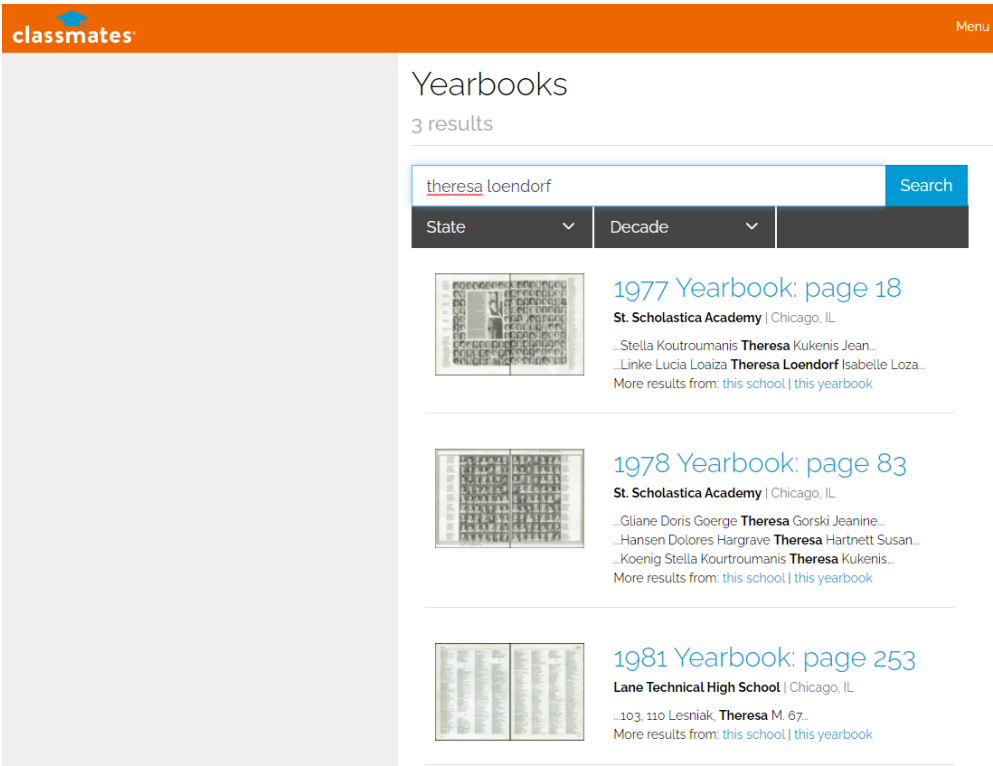 classmates
Menu
Yearbooks
3 results
theresa loendorf
Search
State
Decade
1977 Yearbook: page 18
St. Scholastica Academy | Chicago, IL
...Stella Koutroumanis Theresa Kukenis Jean...
...Linke Lucia Loaiza Theresa Loendorf Isabelle Loza...
More results from: this school | this yearbook
1978 Yearbook: page 83
St. Scholastica Academy | Chicago, IL
...Gliane Doris Goerge Theresa Gorski Jeanine...
...Hansen Dolores Hargrave Theresa Hartnett Susan...
...Koenig Stella Kourtroumanis Theresa Kukenis...
More results from: this school | this yearbook
1981 Yearbook: page 253
Lane Technical High School | Chicago, IL
...103, 110 Lesniak, Theresa M. 67...
More results from: this school | this yearbook